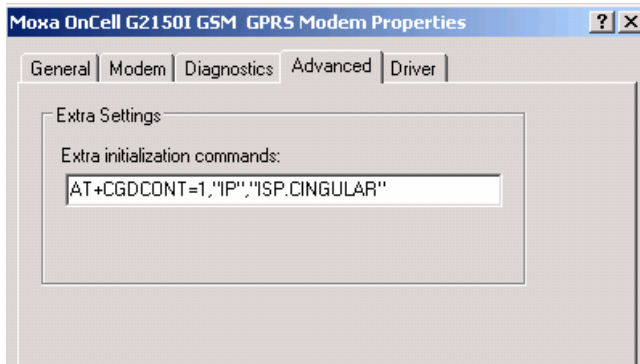 Moxa OnCell G2150I GSM GPRS Modem Properties ? X
General Modem Diagnostics Advanced Driver
Extra Settings
Extra initialization commands:
AT+CGDCONT=1,"IP","ISP.CINGULAR"